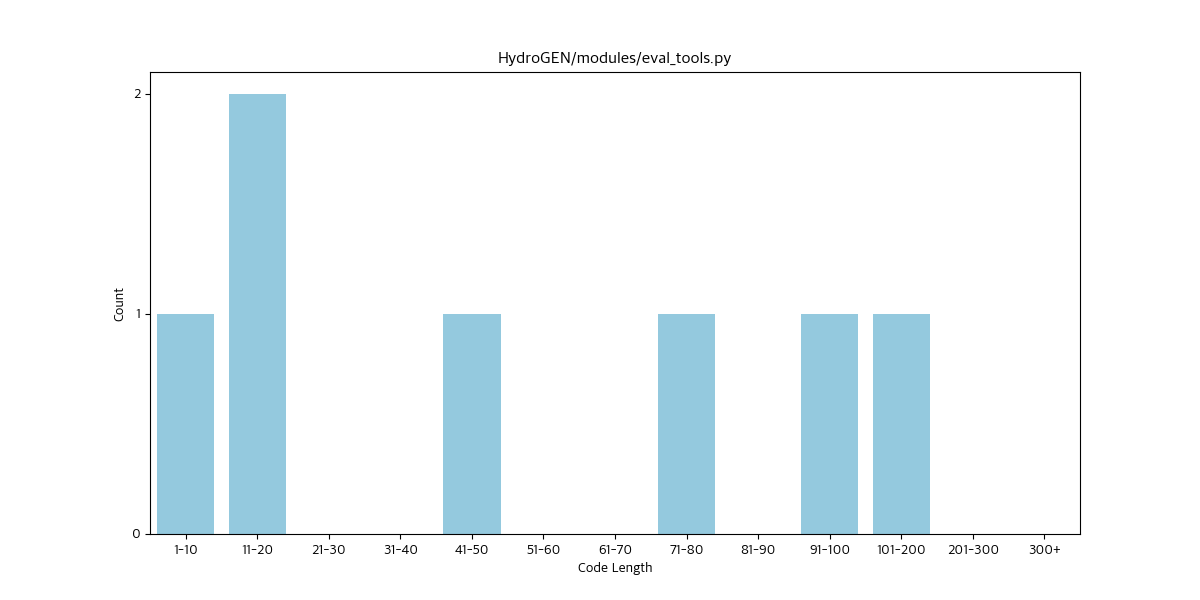 HydroGEN/modules/eval_tools.py
2
1
0
Count
1-10 11-20 21-30 31-40 41-50 51-60 61-70 71-80 81-90 91-100 101-200 201-300 300+
Code Length